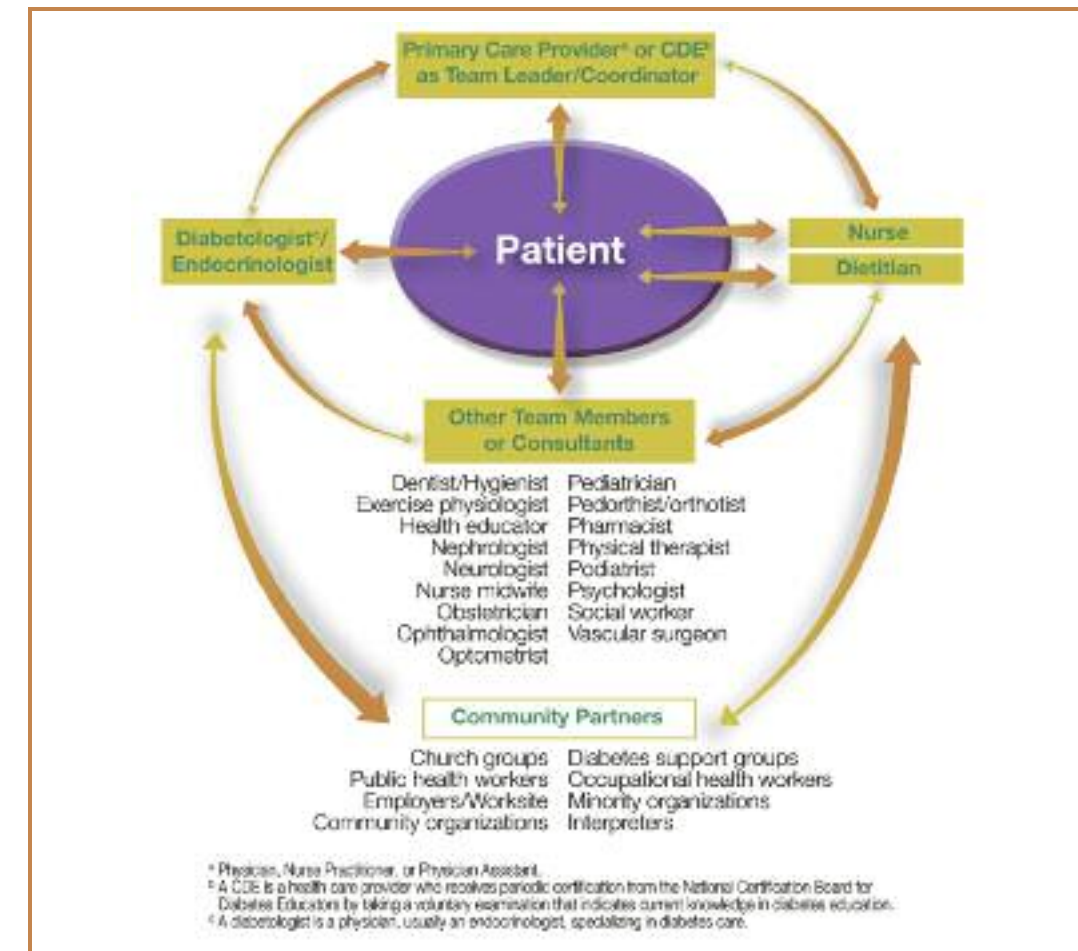 Primary Care Providerᵃ or CDEᵇ
as Team Leader/Coordinator
Diabetologistᶜ/
Endocrinologist
Patient
Nurse
Dietitian
Other Team Members
or Consultants
Dentist/Hygienist Pediatrician
Exercise physiologist Pedorthist/orthotist
Health educator Pharmacist
Nephrologist Physical therapist
Neurologist Podiatrist
Nurse midwife Psychologist
Obstetrician Social worker
Ophthalmologist Vascular surgeon
Optometrist
Community Partners
Church groups Diabetes support groups
Public health workers Occupational health workers
Employers/Worksite Minority organizations
Community organizations Interpreters
ᵃ Physician, Nurse Practitioner, or Physician Assistant.
ᵇ A CDE is a health care provider who receives periodic certification from the National Certification Board for
Diabetes Educators by taking a voluntary examination that indicates current knowledge in diabetes education.
ᶜ A diabetologist is a physician, usually an endocrinologist, specializing in diabetes care.